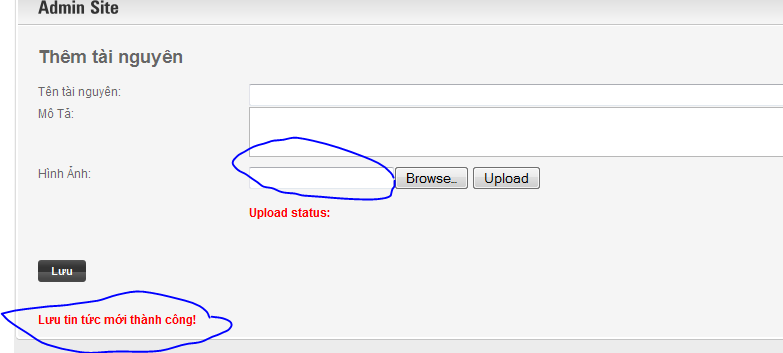 Admin Site
Thêm tài nguyên
Tên tài nguyên:
Mô Tả:
Hình Ảnh:
Browse..
Upload
Upload status:
Lưu
Lưu tin tức mới thành công!